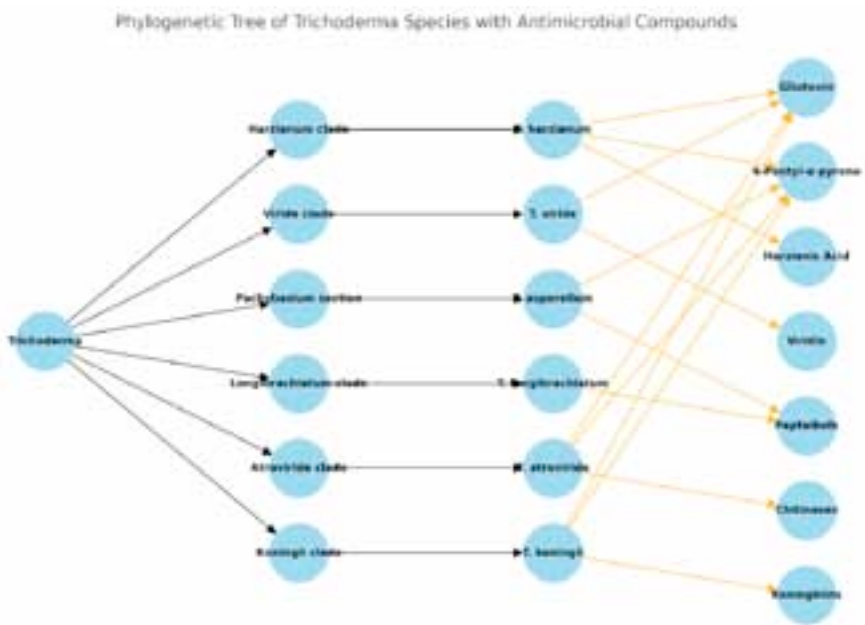 Phylogenetic Tree of Trichoderma Species with Antimicrobial Compounds
Trichoderma
Harzianum clade
Viride clade
Pachybasium section
Longibrachiatum clade
Atroviride clade
Koningii clade
T. harzianum
T. viride
T. asperellum
T. longibrachiatum
T. atroviride
T. koningii
Gliotoxin
6-Pentyl-α-pyrone
Harzianic Acid
Viridin
Peptaibols
Chitinases
Koninginins